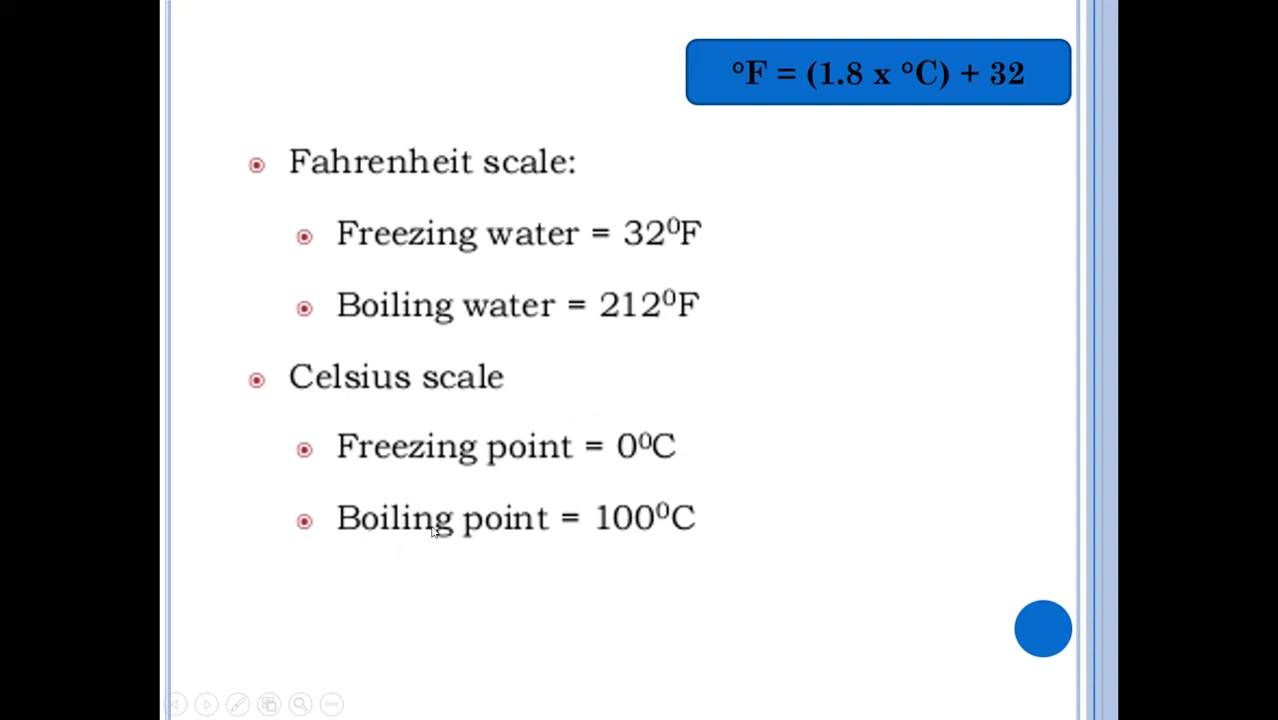 °F = (1.8 x °C) + 32
Fahrenheit scale:
Freezing water = 32⁰F
Boiling water = 212⁰F
Celsius scale
Freezing point = 0⁰C
Boiling point = 100⁰C